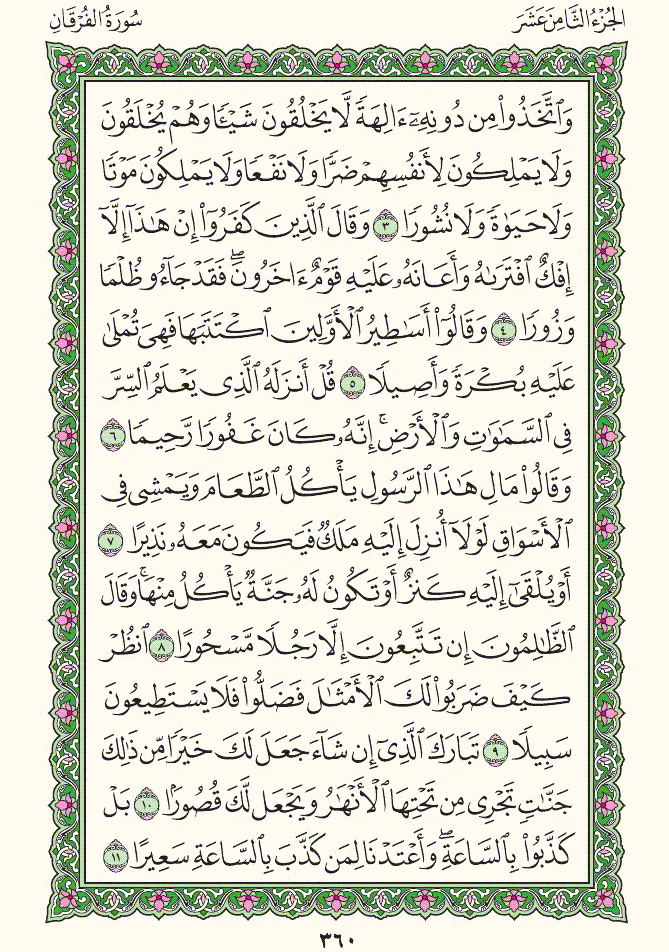 الجُزْءُ الثَّامِنَ عَشَرَ
سُورَةُ الفُرْقَانِ
وَٱتَّخَذُواْ مِن دُونِهِۦٓ ءَالِهَةٗ لَّا يَخۡلُقُونَ شَيۡـٔٗا وَهُمۡ يُخۡلَقُونَ
وَلَا يَمۡلِكُونَ لِأَنفُسِهِمۡ ضَرّٗا وَلَا نَفۡعٗا وَلَا يَمۡلِكُونَ مَوۡتٗا
وَلَا حَيَوٰةٗ وَلَا نُشُورٗا ٣ وَقَالَ ٱلَّذِينَ كَفَرُوٓاْ إِنۡ هَٰذَآ إِلَّآ
إِفۡكٌ ٱفۡتَرَىٰهُ وَأَعَانَهُۥ عَلَيۡهِ قَوۡمٌ ءَاخَرُونَۖ فَقَدۡ جَآءُو ظُلۡمٗا
وَزُورٗا ٤ وَقَالُوٓاْ أَسَٰطِيرُ ٱلۡأَوَّلِينَ ٱكۡتَتَبَهَا فَهِيَ تُمۡلَىٰ
عَلَيۡهِ بُكۡرَةٗ وَأَصِيلٗا ٥ قُلۡ أَنزَلَهُ ٱلَّذِي يَعۡلَمُ ٱلسِّرَّ
فِي ٱلسَّمَٰوَٰتِ وَٱلۡأَرۡضِۚ إِنَّهُۥ كَانَ غَفُورٗا رَّحِيمٗا ٦
وَقَالُواْ مَالِ هَٰذَا ٱلرَّسُولِ يَأۡكُلُ ٱلطَّعَامَ وَيَمۡشِي فِي
ٱلۡأَسۡوَاقِ لَوۡلَآ أُنزِلَ إِلَيۡهِ مَلَكٞ فَيَكُونَ مَعَهُۥ نَذِيرًا ٧
أَوۡ يُلۡقَىٰٓ إِلَيۡهِ كَنزٌ أَوۡ تَكُونُ لَهُۥ جَنَّةٞ يَأۡكُلُ مِنۡهَاۚ وَقَالَ
ٱلظَّٰلِمُونَ إِن تَتَّبِعُونَ إِلَّا رَجُلٗا مَّسۡحُورًا ٨ ٱنظُرۡ
كَيۡفَ ضَرَبُواْ لَكَ ٱلۡأَمۡثَٰلَ فَضَلُّواْ فَلَا يَسۡتَطِيعُونَ
سَبِيلٗا ٩ تَبَارَكَ ٱلَّذِيٓ إِن شَآءَ جَعَلَ لَكَ خَيۡرٗا مِّن ذَٰلِكَ
جَنَّٰتٖ تَجۡرِي مِن تَحۡتِهَا ٱلۡأَنۡهَٰرُ وَيَجۡعَل لَّكَ قُصُورَۢا ١٠ بَلۡ
كَذَّبُواْ بِٱلسَّاعَةِۖ وَأَعۡتَدۡنَا لِمَن كَذَّبَ بِٱلسَّاعَةِ سَعِيرًا ١١
٣٦٠